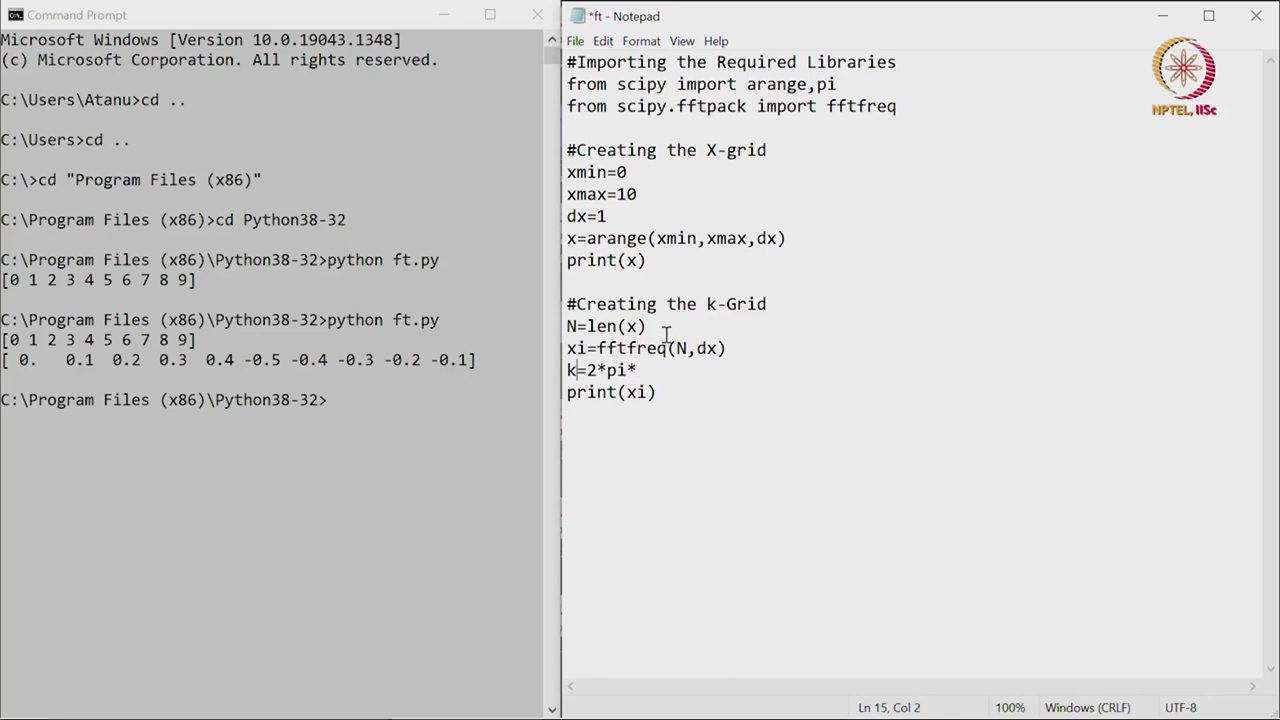 Command Prompt
Microsoft Windows [Version 10.0.19043.1348]
(c) Microsoft Corporation. All rights reserved.
C:\Users\Atanu>cd ..
C:\Users>cd ..
C:\>cd "Program Files (x86)"
C:\Program Files (x86)>cd Python38-32
C:\Program Files (x86)\Python38-32>python ft.py
[0 1 2 3 4 5 6 7 8 9]
C:\Program Files (x86)\Python38-32>python ft.py
[0 1 2 3 4 5 6 7 8 9]
[ 0.   0.1  0.2  0.3  0.4 -0.5 -0.4 -0.3 -0.2 -0.1]
C:\Program Files (x86)\Python38-32>
*ft - Notepad
File Edit Format View Help
#Importing the Required Libraries
from scipy import arange,pi
from scipy.fftpack import fftfreq
#Creating the X-grid
xmin=0
xmax=10
dx=1
x=arange(xmin,xmax,dx)
print(x)
#Creating the k-Grid
N=len(x)
xi=fftfreq(N,dx)
k=2*pi*
print(xi)
NPTEL, IISc
Ln 15, Col 2 100% Windows (CRLF) UTF-8